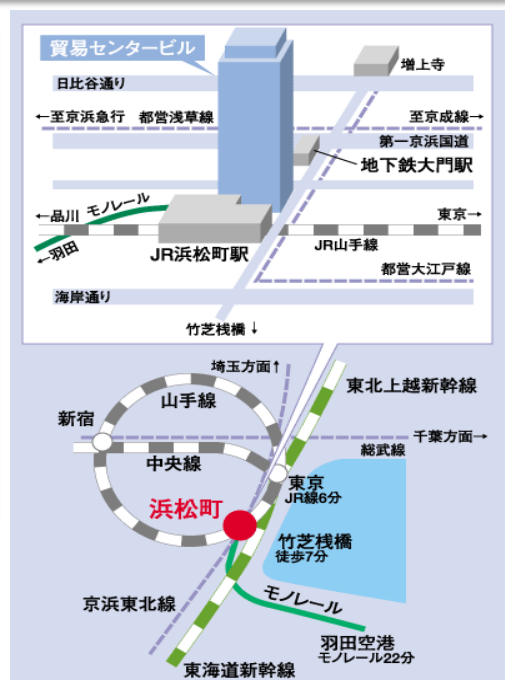 貿易センタービル
増上寺
日比谷通り
←至京浜急行
都営浅草線
至京成線→
第一京浜国道
地下鉄大門駅
←品川
モノレール
東京→
←羽田
JR浜松町駅
JR山手線
都営大江戸線
海岸通り
竹芝桟橋↓
埼玉方面↑
東北上越新幹線
山手線
新宿
千葉方面→
総武線
中央線
東京
JR線6分
浜松町
竹芝桟橋
徒歩7分
京浜東北線
モノレール
羽田空港
モノレール22分
東海道新幹線